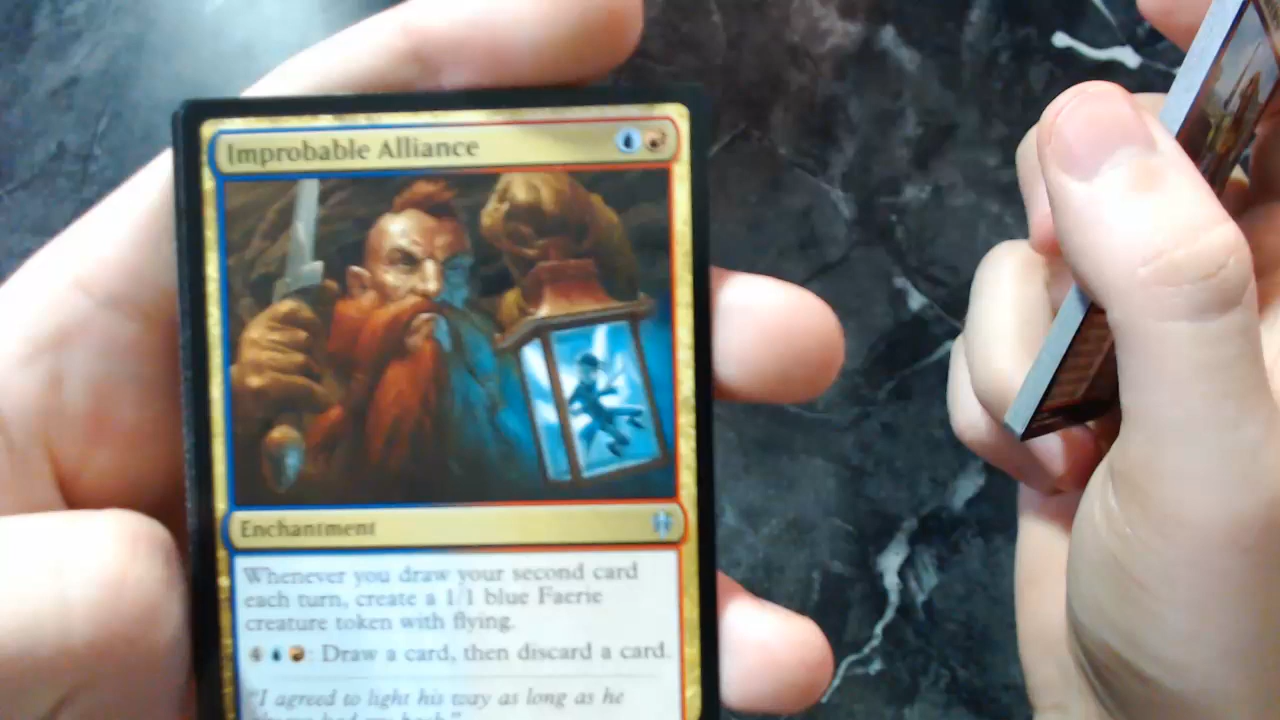 Improbable Alliance
Enchantment
Whenever you draw your second card
each turn, create a 1/1 blue Faerie
creature token with flying.
4: Draw a card, then discard a card.
"I agreed to light his way as long as he